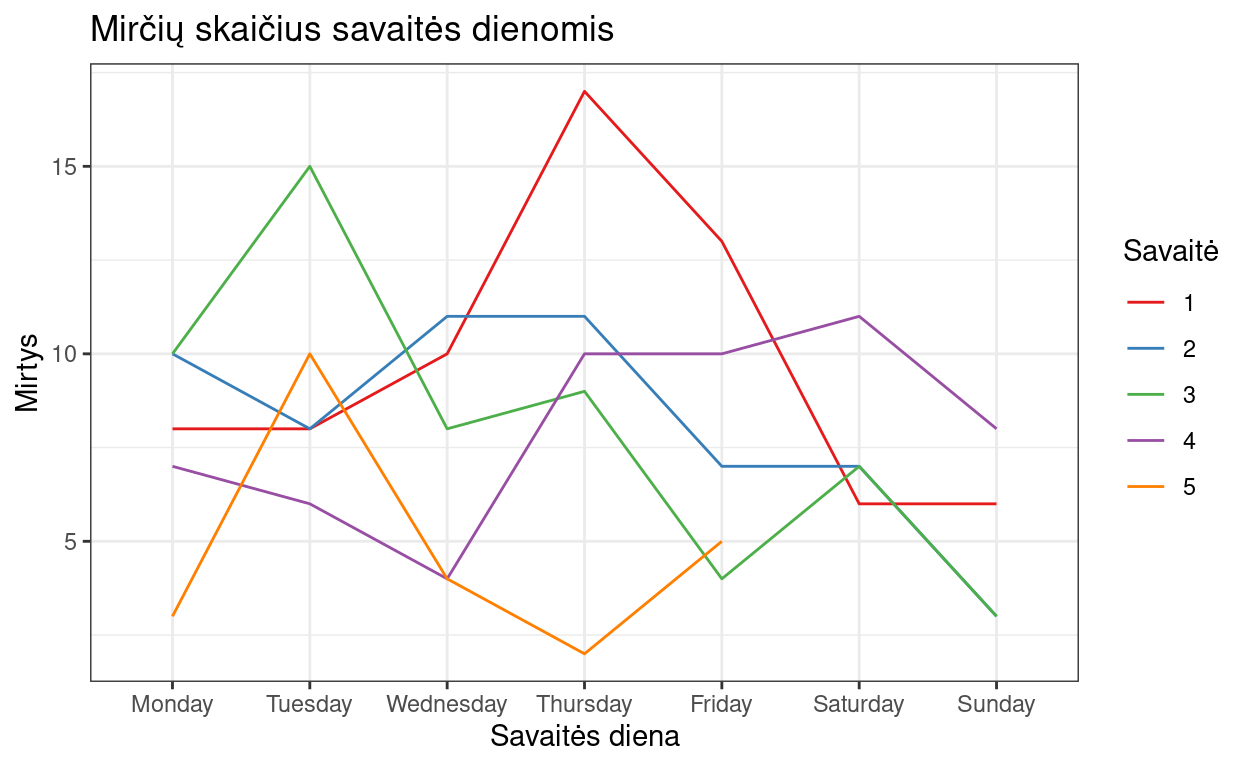 Mirčių skaičius savaitės dienomis
Mirtys
15
10
5
Monday Tuesday Wednesday Thursday Friday Saturday Sunday
Savaitės diena
Savaitė
1
2
3
4
5